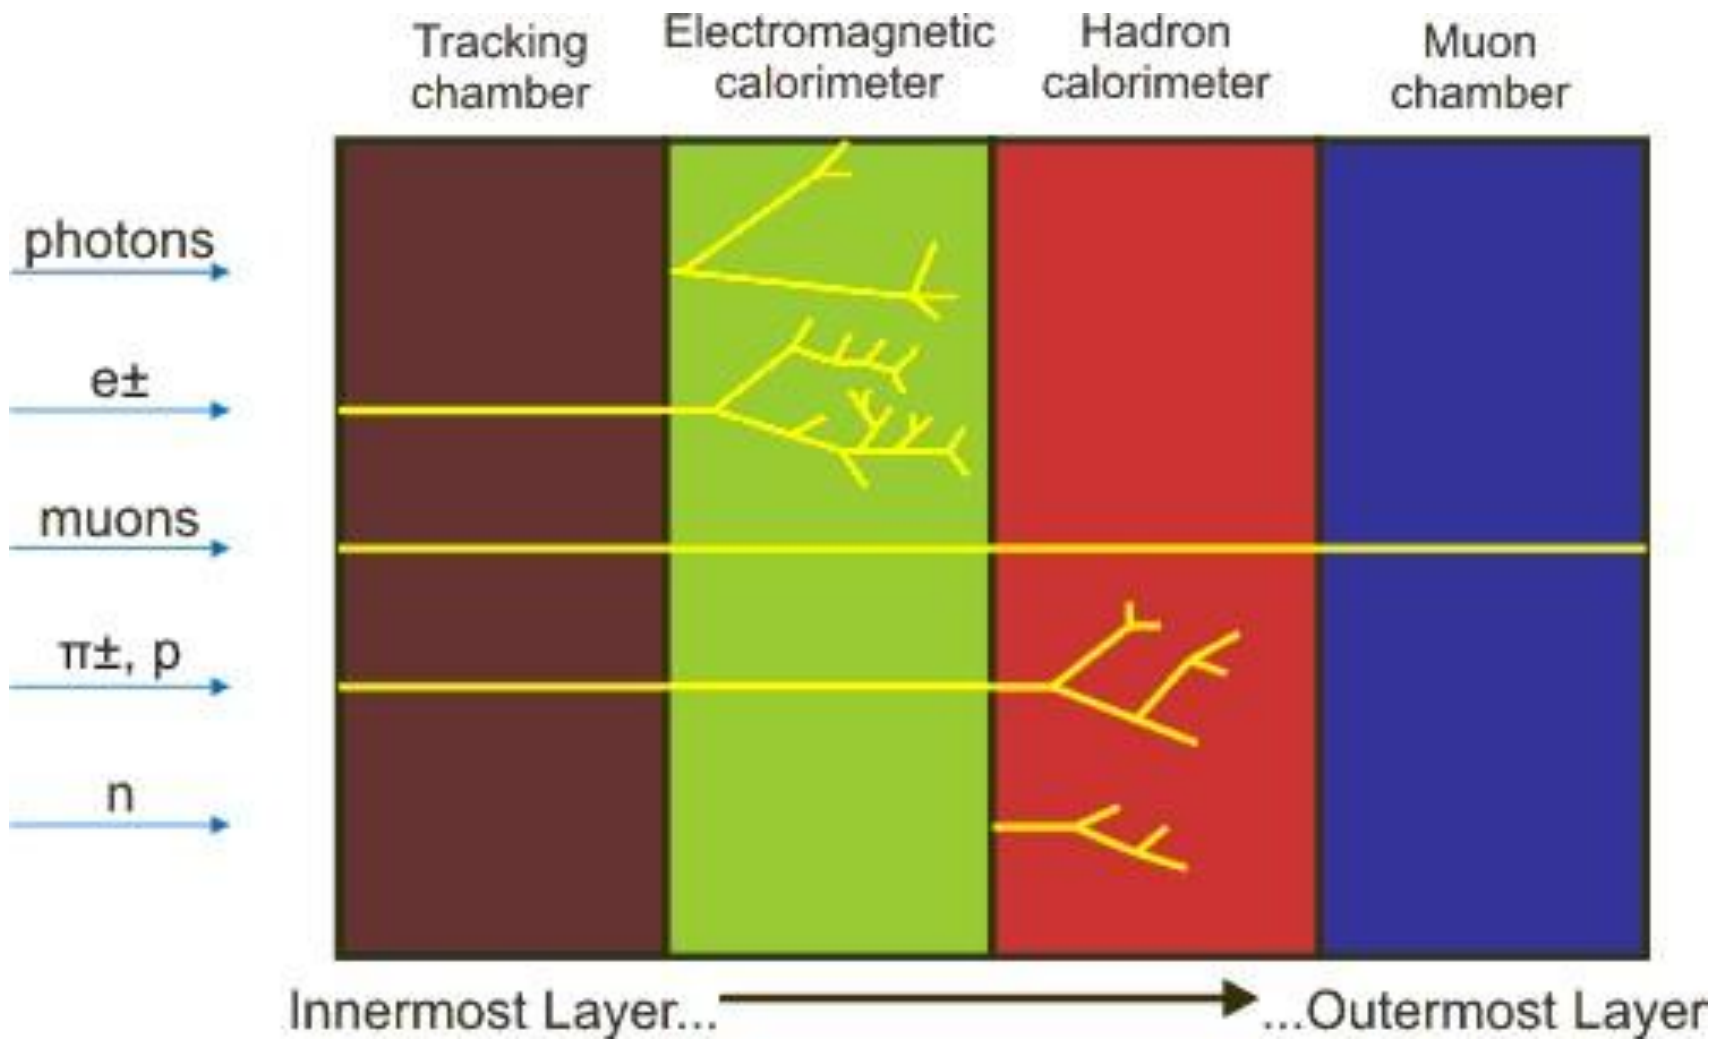 Tracking
chamber
Electromagnetic
calorimeter
Hadron
calorimeter
Muon
chamber
photons
e±
muons
π±, p
n
Innermost Layer...
...Outermost Layer